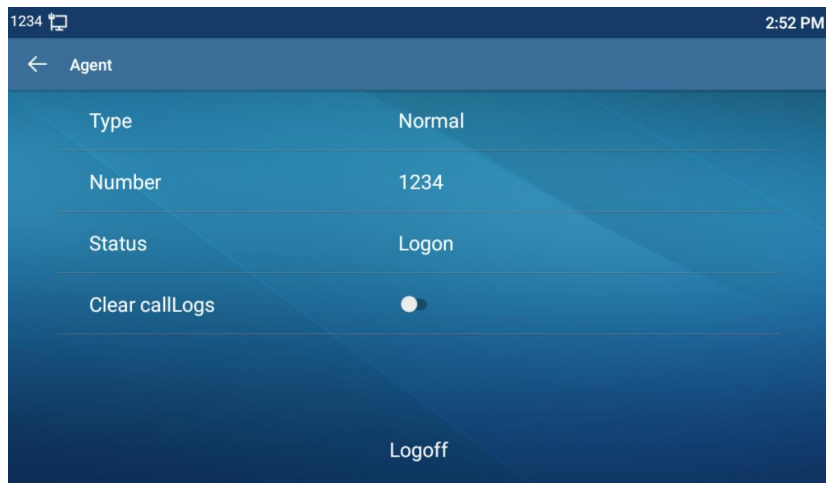 1234 2:52 PM
Agent
Type Normal
Number 1234
Status Logon
Clear callLogs
Logoff